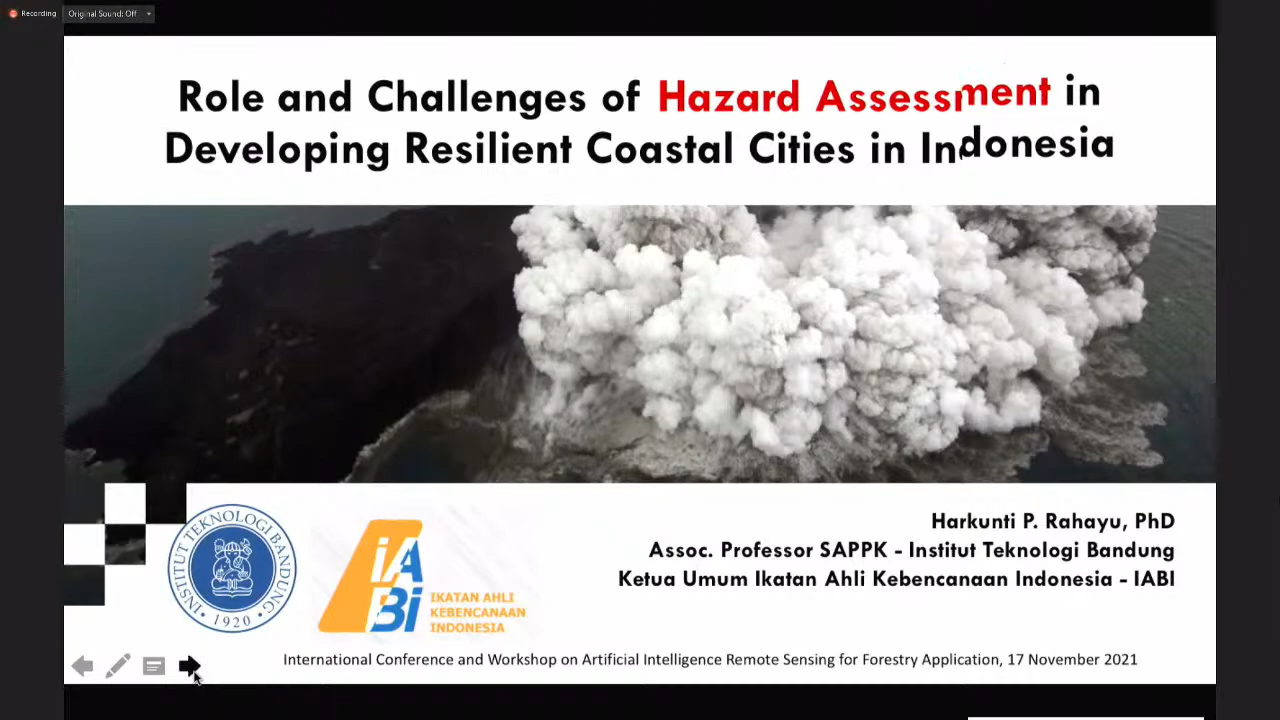 Recording
Original Sound: Off
Role and Challenges of Hazard Assessment in
Developing Resilient Coastal Cities in Indonesia
INSTITUT TEKNOLOGI BANDUNG
1920
iA
Bi
IKATAN AHLI
KEBENCANAAN
INDONESIA
Harkunti P. Rahayu, PhD
Assoc. Professor SAPPK - Institut Teknologi Bandung
Ketua Umum Ikatan Ahli Kebencanaan Indonesia - IABI
International Conference and Workshop on Artificial Intelligence Remote Sensing for Forestry Application, 17 November 2021